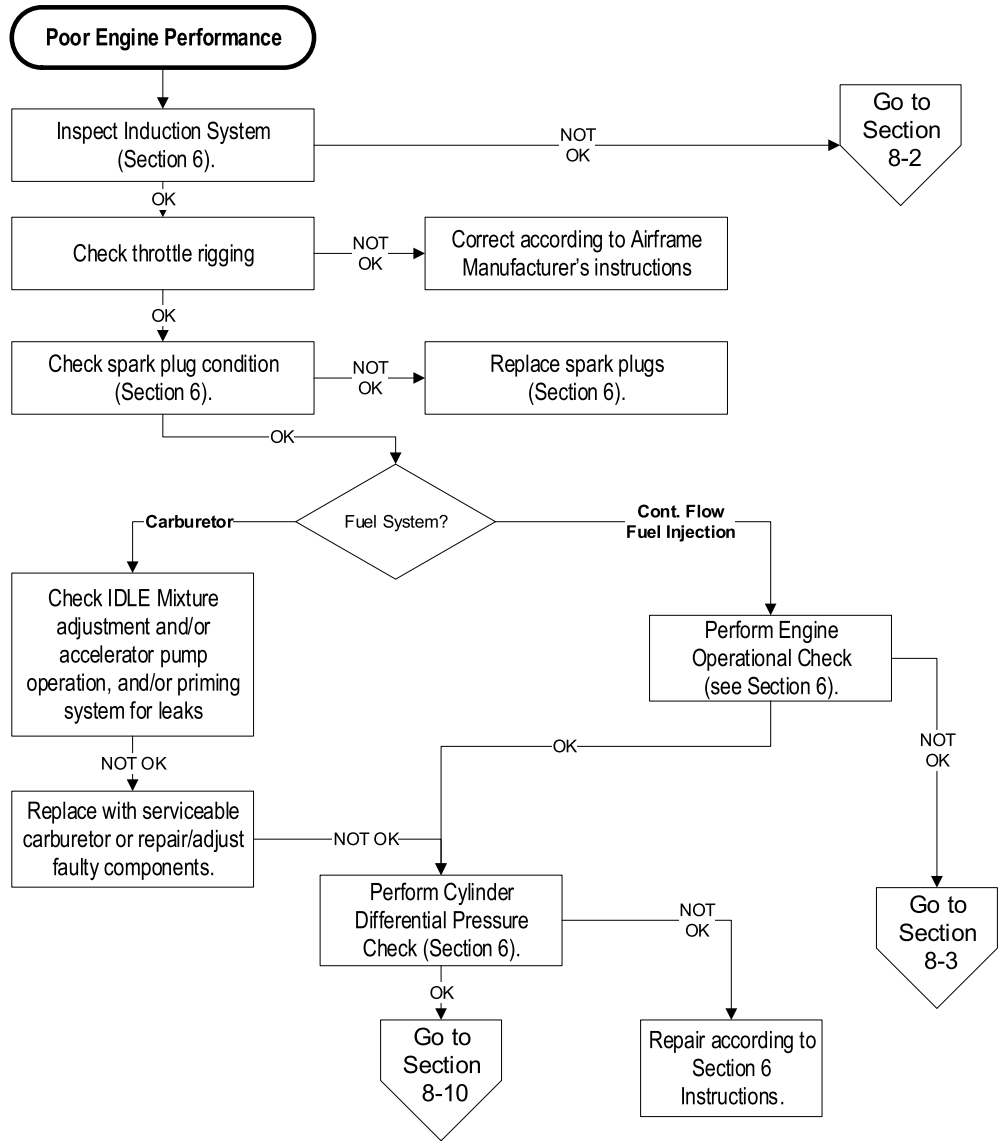 Poor Engine Performance
Inspect Induction System
(Section 6).
NOT
OK
Go to
Section
8-2
OK
Check throttle rigging
NOT
OK
Correct according to Airframe
Manufacturer’s instructions
OK
Check spark plug condition
(Section 6).
NOT
OK
Replace spark plugs
(Section 6).
OK
Fuel System?
Carburetor
Cont. Flow
Fuel Injection
Check IDLE Mixture
adjustment and/or
accelerator pump
operation, and/or priming
system for leaks
Perform Engine
Operational Check
(see Section 6).
OK
NOT
OK
NOT OK
Replace with serviceable
carburetor or repair/adjust
faulty components.
NOT OK
Perform Cylinder
Differential Pressure
Check (Section 6).
NOT
OK
Go to
Section
8-3
OK
Go to
Section
8-10
Repair according to
Section 6
Instructions.